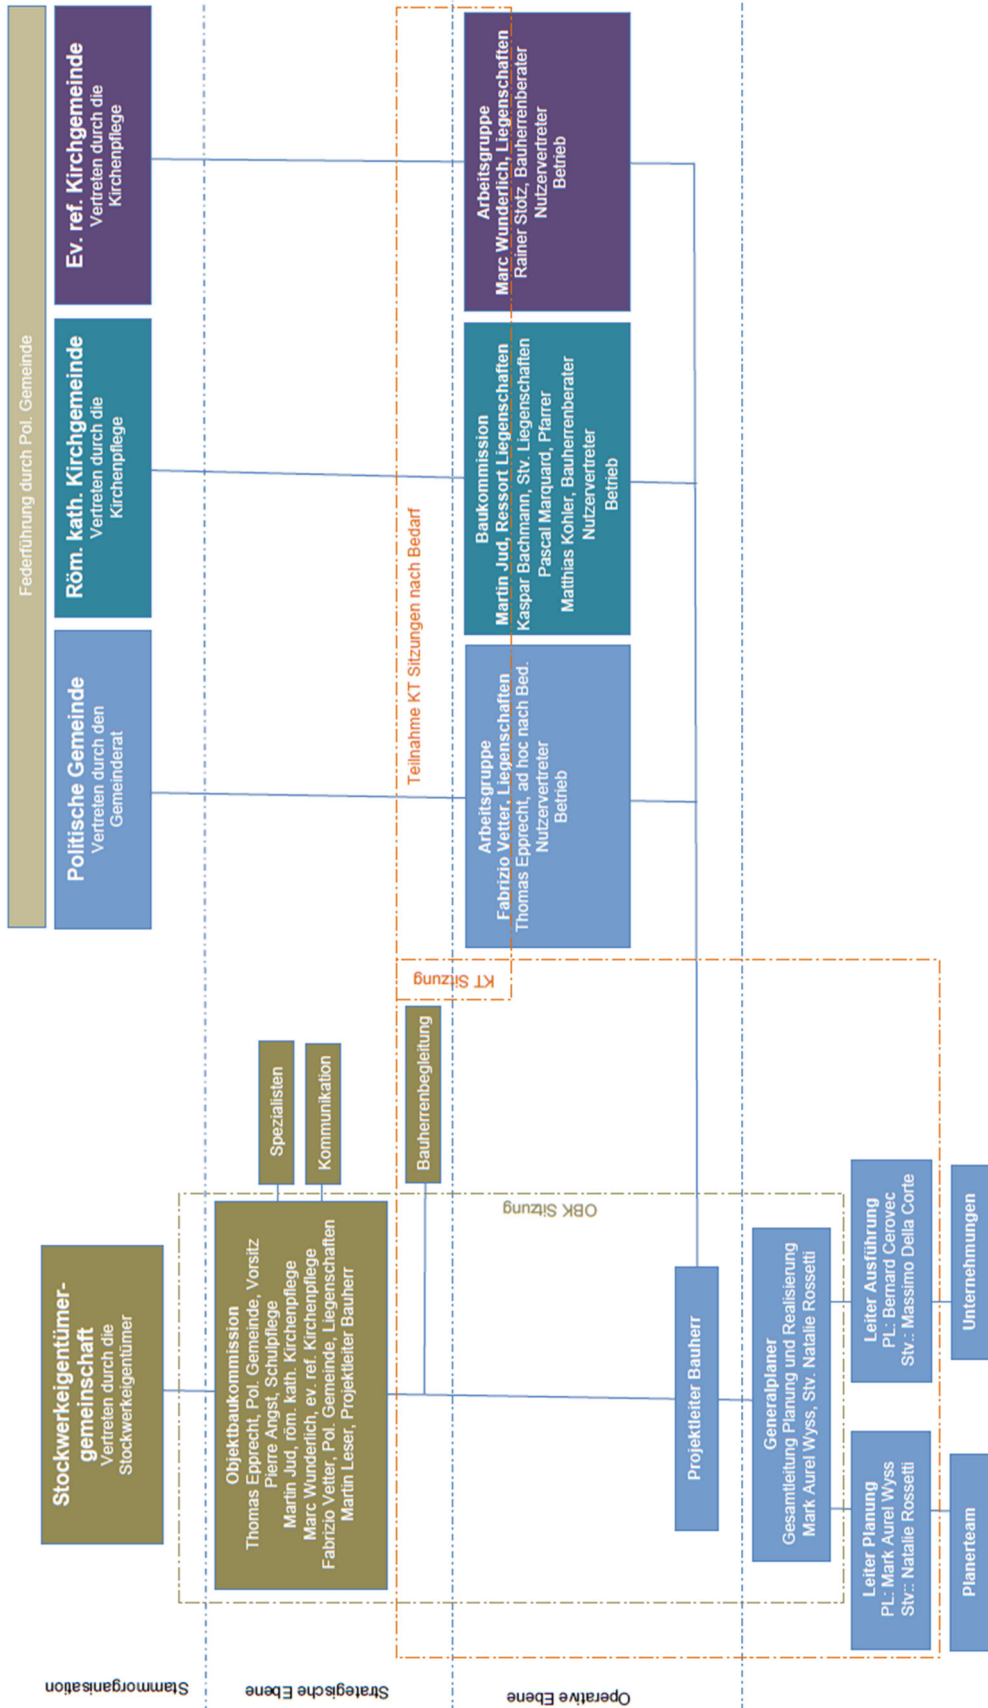 Federführung durch Pol. Gemeinde
Stockwerkeigentümer-
gemeinschaft
Vertreten durch die
Stockwerkeigentümer
Politische Gemeinde
Vertreten durch den
Gemeinderat
Röm. kath. Kirchgemeinde
Vertreten durch die
Kirchenpflege
Ev. ref. Kirchgemeinde
Vertreten durch die
Kirchenpflege
Stammorganisation
Objektbaukommission
Thomas Epprecht, Pol. Gemeinde, Vorsitz
Pierre Angst, Schulpflege
Martin Jud, röm. kath. Kirchenpflege
Marc Wunderlich, ev. ref. Kirchenpflege
Fabrizio Vetter, Pol. Gemeinde, Liegenschaften
Martin Leser, Projektleiter Bauherr
Spezialisten
Kommunikation
Strategische Ebene
Bauherrenbegleitung
KT Sitzung
Teilnahme KT Sitzungen nach Bedarf
OBK Sitzung
Arbeitsgruppe
Fabrizio Vetter, Liegenschaften
Thomas Epprecht, ad hoc nach Bed.
Nutzervertreter
Betrieb
Baukommission
Martin Jud, Ressort Liegenschaften
Kaspar Bachmann, Stv. Liegenschaften
Pascal Marquard, Pfarrer
Matthias Kohler, Bauherrenberater
Nutzervertreter
Betrieb
Arbeitsgruppe
Marc Wunderlich, Liegenschaften
Rainer Stotz, Bauherrenberater
Nutzervertreter
Betrieb
Operative Ebene
Projektleiter Bauherr
Generalplaner
Gesamtleitung Planung und Realisierung
Mark Aurel Wyss, Stv. Natalie Rossetti
Leiter Planung
PL: Mark Aurel Wyss
Stv.: Natalie Rossetti
Leiter Ausführung
PL: Bernard Cerovec
Stv.: Massimo Della Corte
Planerteam
Unternehmungen